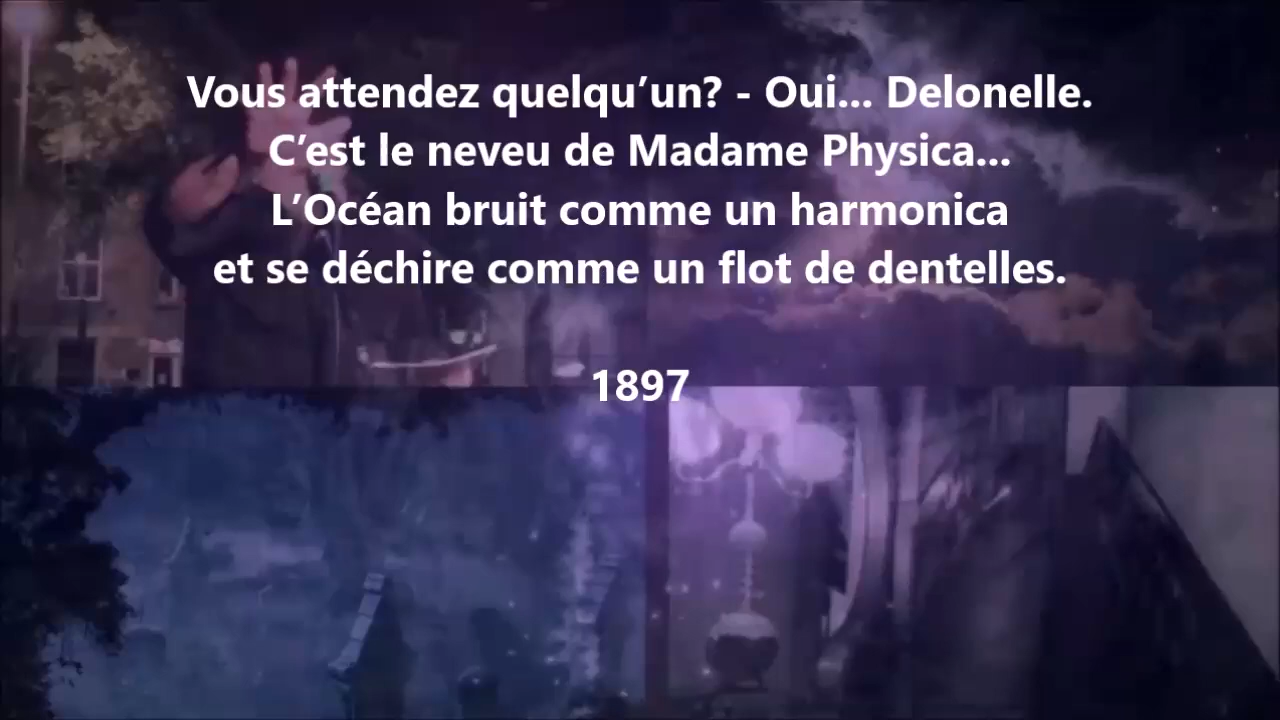 Vous attendez quelqu’un? - Oui... Delonelle.
C’est le neveu de Madame Physica...
L’Océan bruit comme un harmonica
et se déchire comme un flot de dentelles.
1897